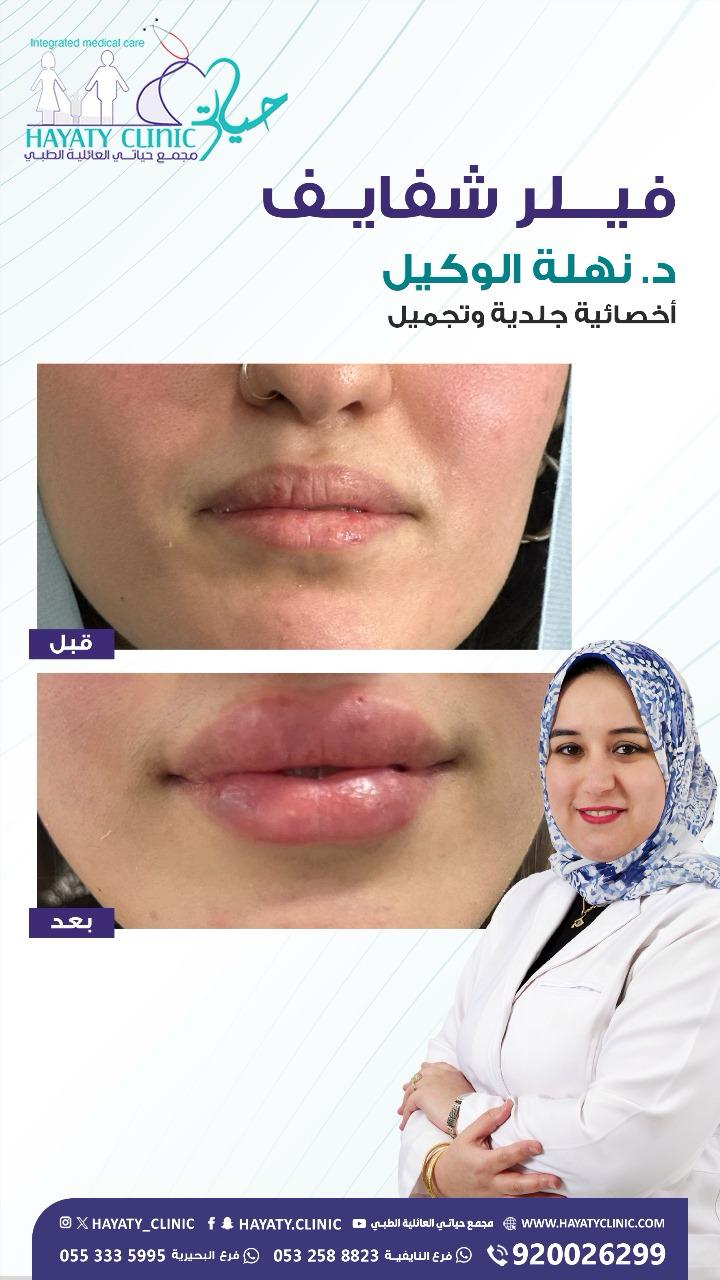 Integrated medical care
حياتي
HAYATY CLINIC
مجمع حياتي العائلية الطبي
فيلر شفايف
د. نهلة الوكيل
أخصائية جلدية وتجميل
قبل
بعد
HAYATY_CLINIC HAYATY.CLINIC مجمع حياتي العائلية الطبي WWW.HAYATYCLINIC.COM
055 333 5995 فرع البحيرية 053 258 8823 فرع النايفية 920026299